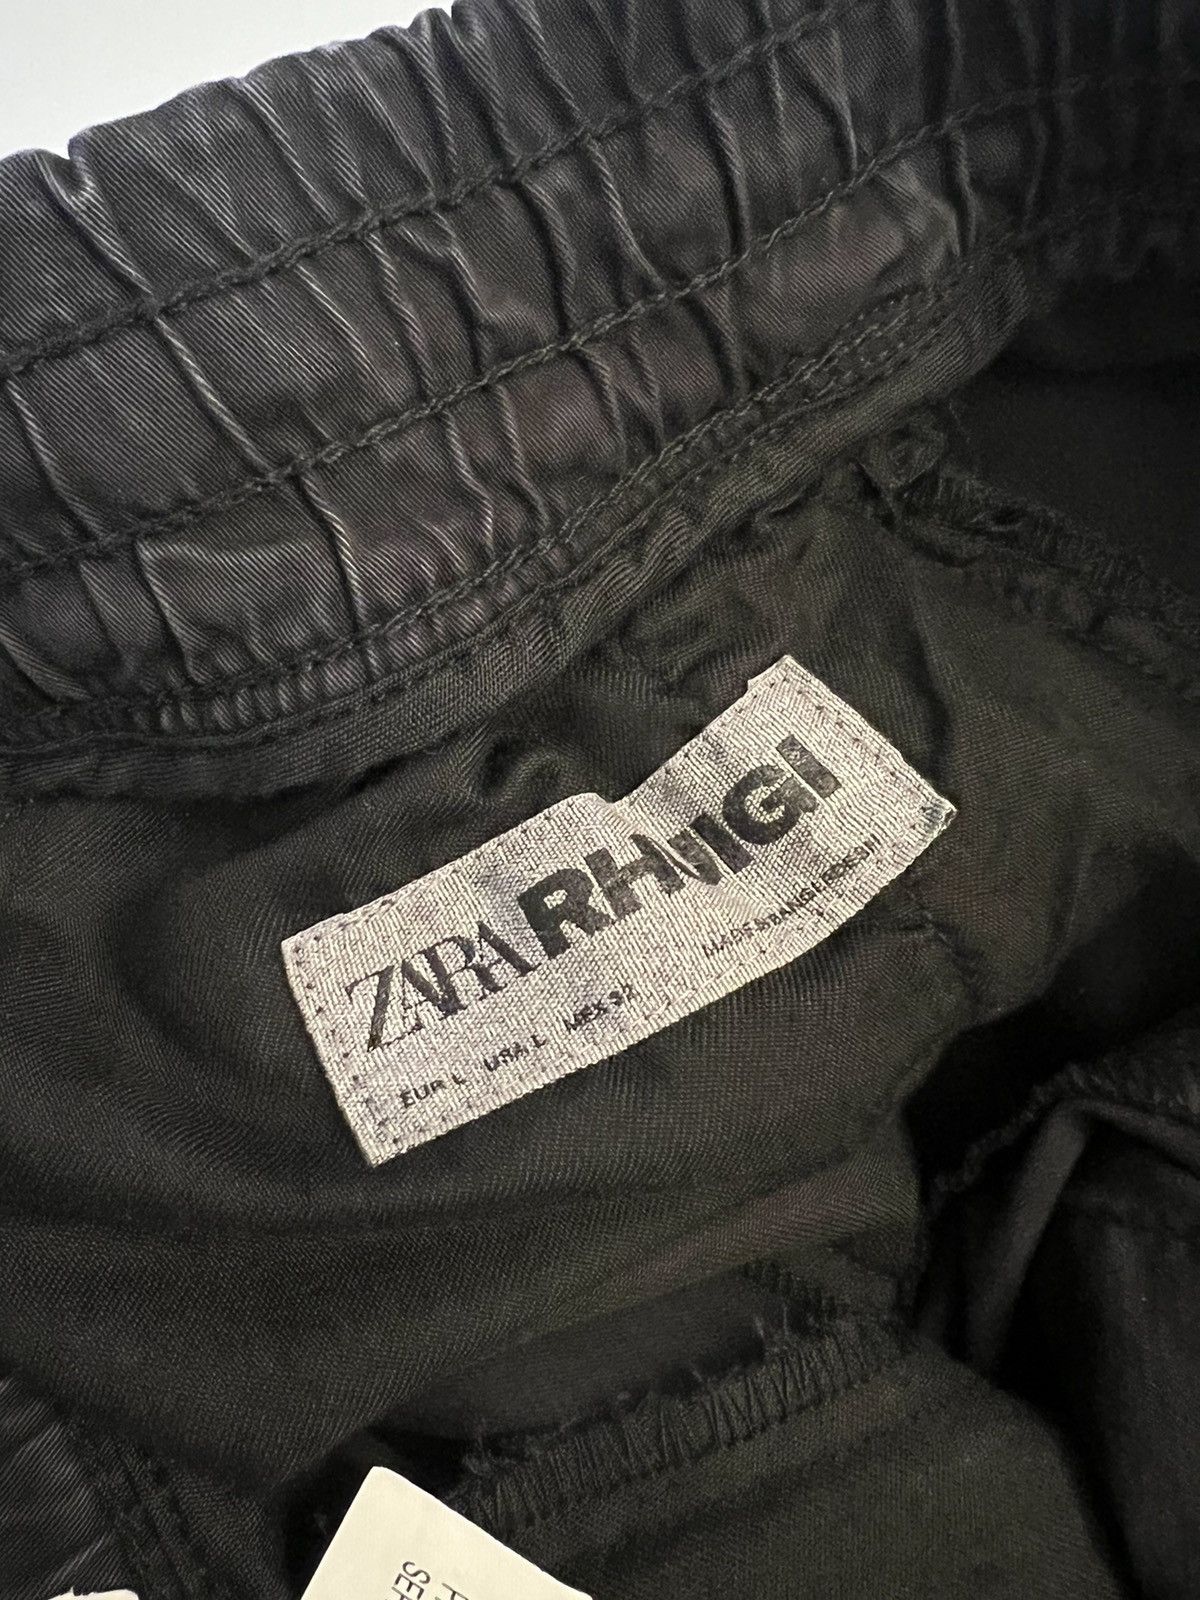 ZARA RHUIGI
EUR L USA L MEX 32
MADE IN BANGLADESH